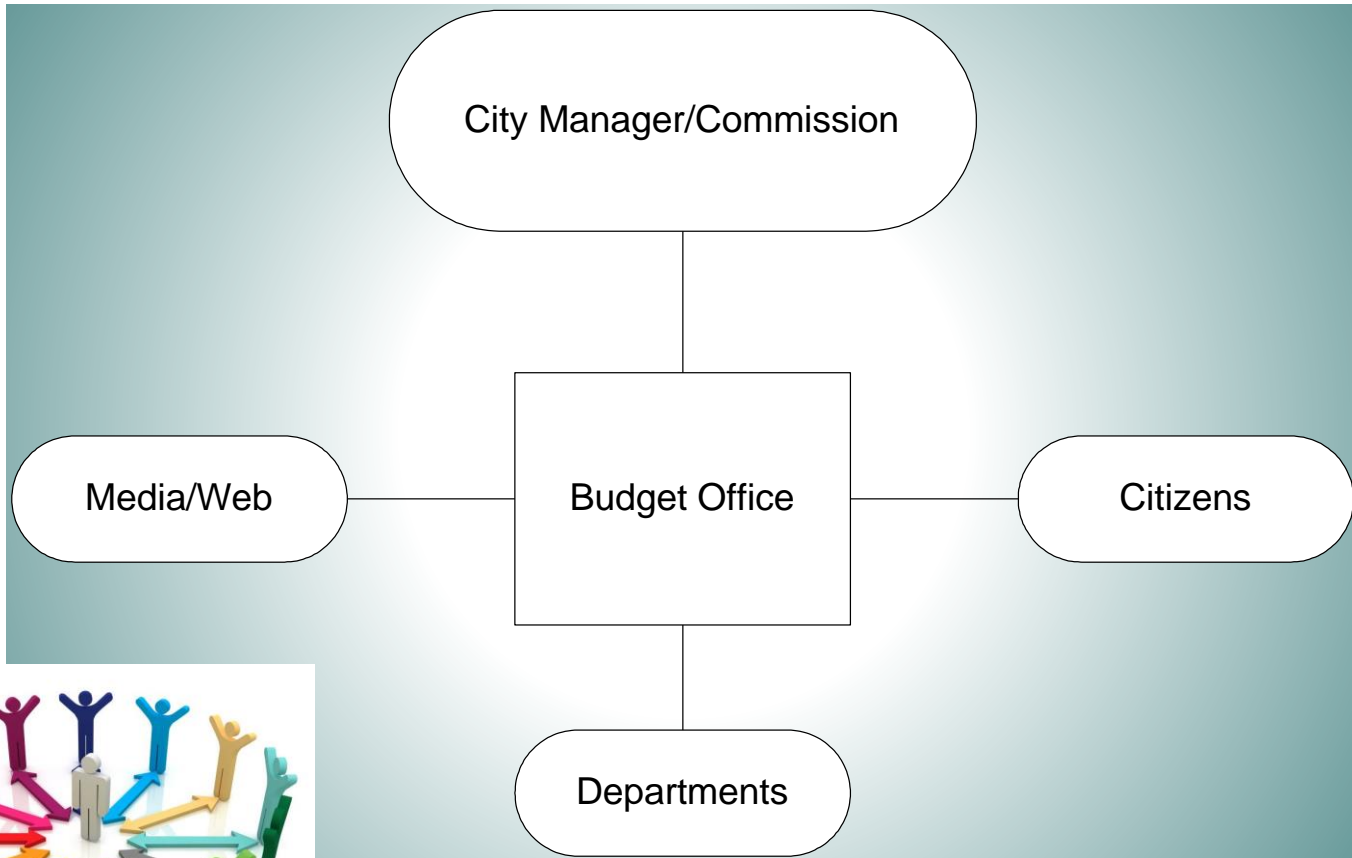 City Manager/Commission
Media/Web
Budget Office
Citizens
Departments